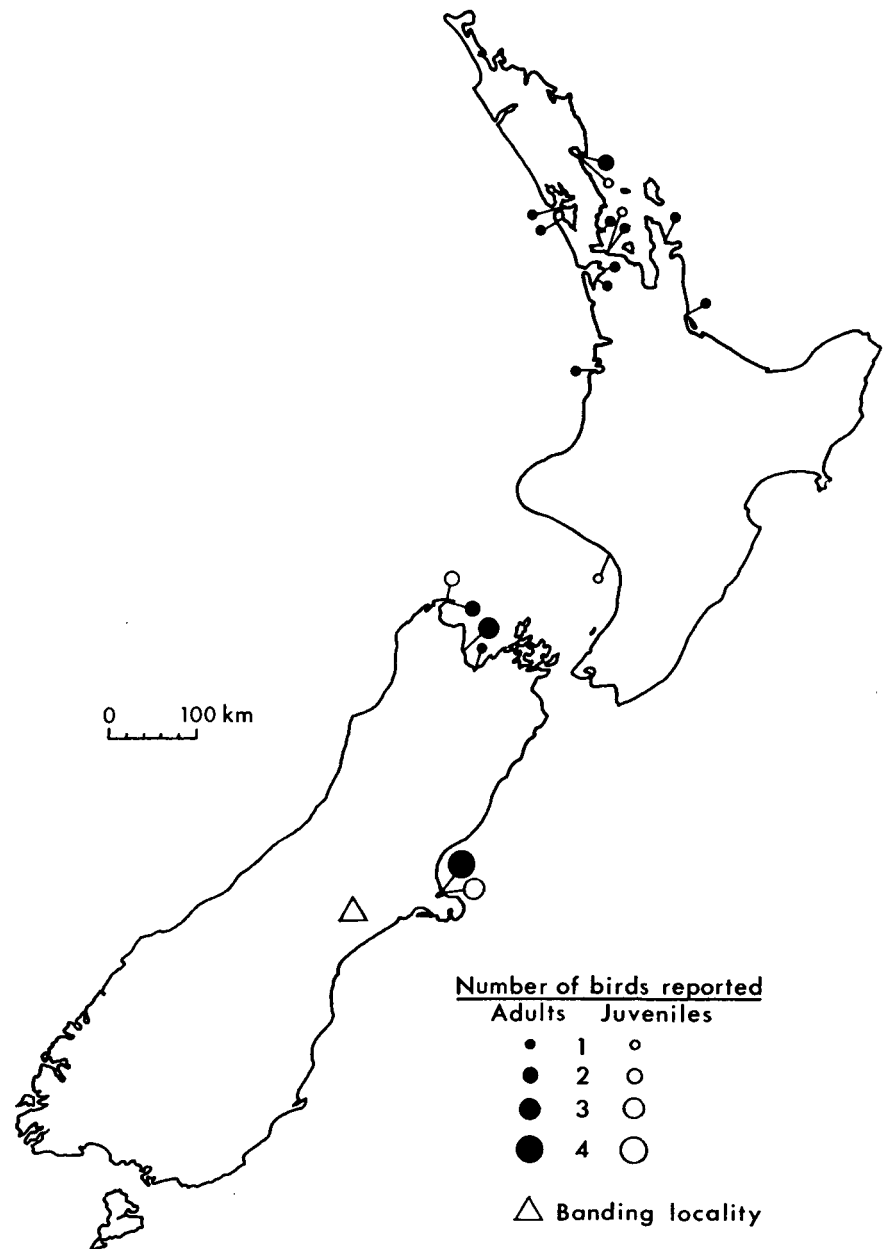 0 100 km
Number of birds reported
Adults Juveniles
1
2
3
4
Banding locality